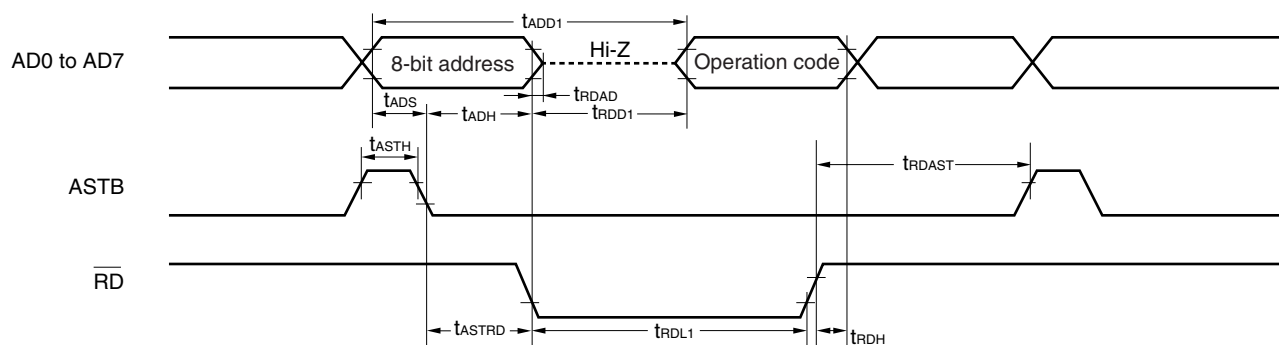 tADD1
AD0 to AD7
8-bit address
Hi-Z
Operation code
tADS
tADH
tRDAD
tRDD1
tASTH
tRDAST
ASTB
RD
tASTRD
tRDL1
tRDH